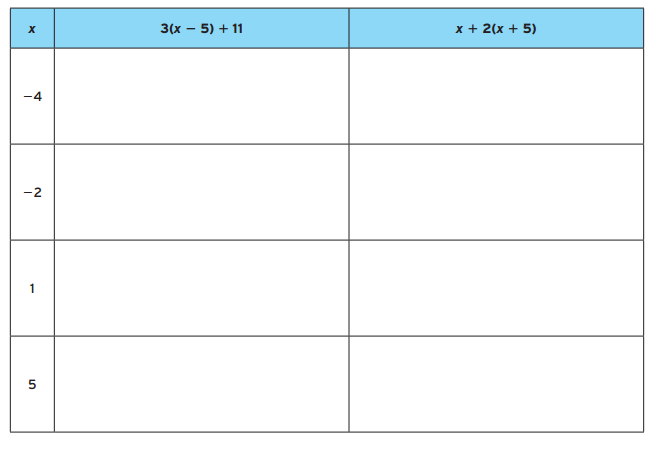 x 3(x − 5) + 11 x + 2(x + 5)
−4
−2
1
5